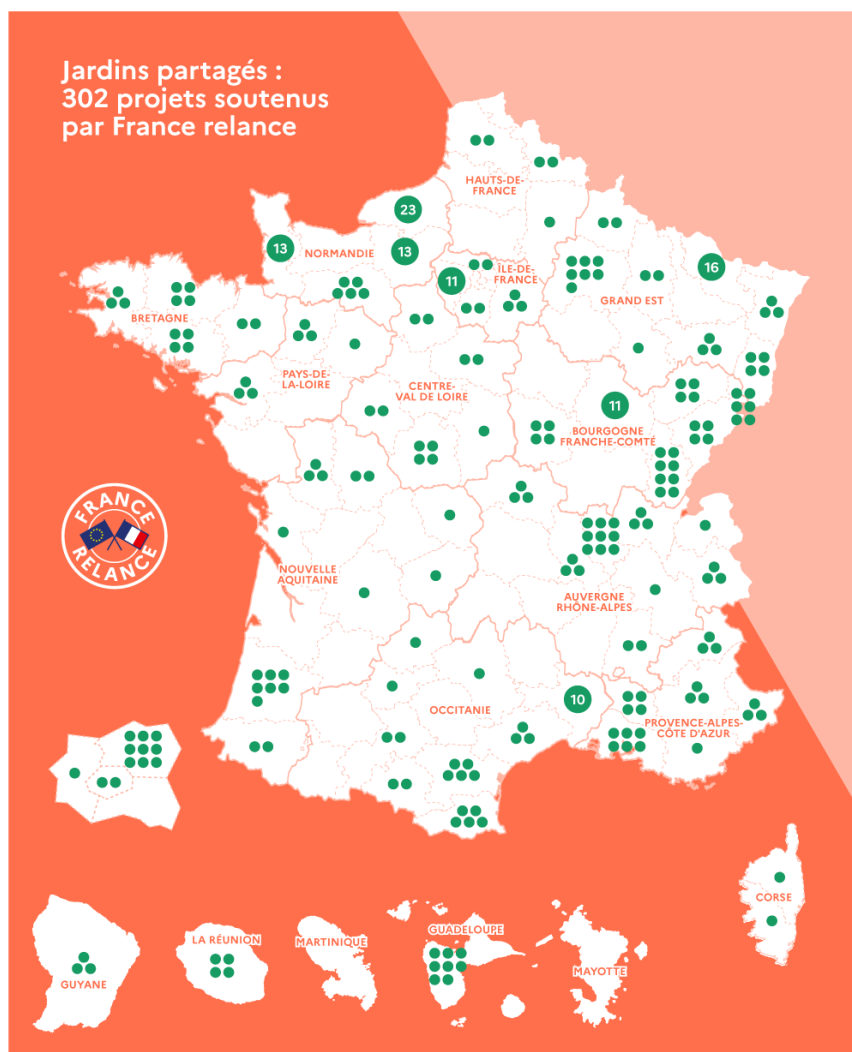 Jardins partagés :
302 projets soutenus
par France relance
HAUTS-DE-
FRANCE
23
13
NORMANDIE
13
11
ÎLE-DE-
FRANCE
16
GRAND EST
BRETAGNE
PAYS-DE-
LA-LOIRE
CENTRE-
VAL DE LOIRE
11
BOURGOGNE
FRANCHE-COMTÉ
FRANCE
RELANCE
NOUVELLE
AQUITAINE
AUVERGNE
RHÔNE-ALPES
OCCITANIE
10
PROVENCE-ALPES-
CÔTE D'AZUR
CORSE
GUYANE
LA RÉUNION
MARTINIQUE
GUADELOUPE
MAYOTTE